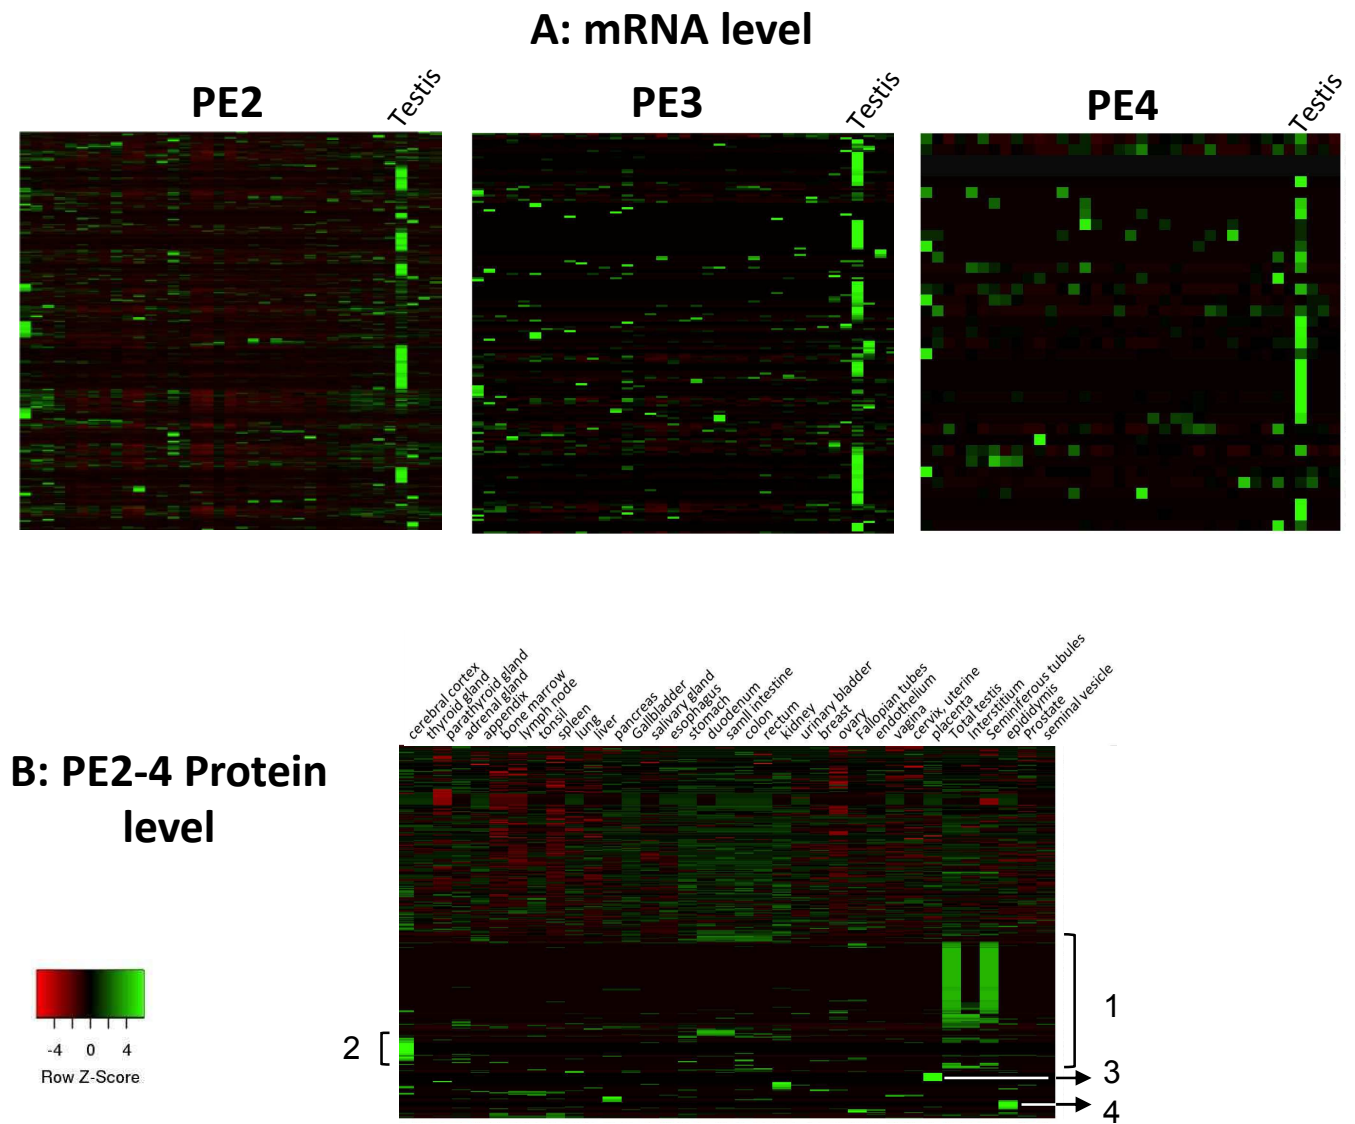 A: mRNA level
PE2
Testis
PE3
Testis
PE4
Testis
cerebral cortex
thyroid gland
parathyroid gland
adrenal gland
appendix
bone marrow
lymph node
tonsil
spleen
lung
liver
pancreas
Gallbladder
salivary gland
esophagus
stomach
duodenum
samll intestine
colon
rectum
kidney
urinary bladder
breast
ovary
Fallopian tubes
endothelium
vagina
cervix, uterine
placenta
Total testis
Interstitium
Seminiferous tubules
epididymis
Prostate
seminal vesicle
B: PE2-4 Protein
level
1
2
3
4
-4 0 4
Row Z-Score